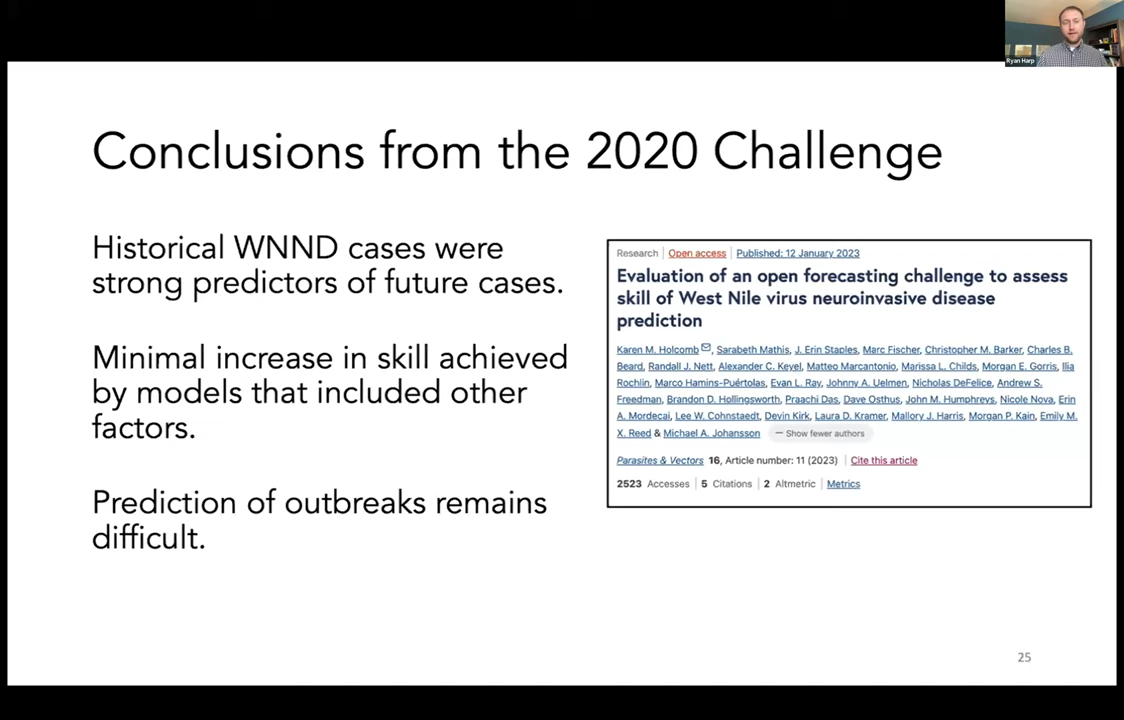 Ryan Harp
Conclusions from the 2020 Challenge
Historical WNND cases were
strong predictors of future cases.
Minimal increase in skill achieved
by models that included other
factors.
Prediction of outbreaks remains
difficult.
Research | Open access | Published: 12 January 2023
Evaluation of an open forecasting challenge to assess
skill of West Nile virus neuroinvasive disease
prediction
Karen M. Holcomb, Sarabeth Mathis, J. Erin Staples, Marc Fischer, Christopher M. Barker, Charles B.
Beard, Randall J. Nett, Alexander C. Keyel, Matteo Marcantonio, Marissa L. Childs, Morgan E. Gorris, Ilia
Rochlin, Marco Hamins-Puértolas, Evan L. Ray, Johnny A. Uelmen, Nicholas DeFelice, Andrew S.
Freedman, Brandon D. Hollingsworth, Praachi Das, Dave Osthus, John M. Humphreys, Nicole Nova, Erin
A. Mordecai, Lee W. Cohnstaedt, Devin Kirk, Laura D. Kramer, Mallory J. Harris, Morgan P. Kain, Emily M.
X. Reed & Michael A. Johansson — Show fewer authors
Parasites & Vectors 16, Article number: 11 (2023) | Cite this article
2523 Accesses | 5 Citations | 2 Altmetric | Metrics
25